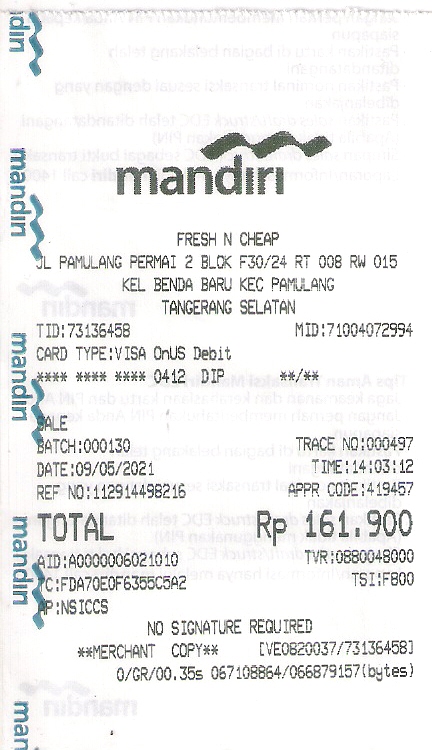 mandiri
FRESH N CHEAP
JL PAMULANG PERMAI 2 BLOK F30/24 RT 008 RW 015
KEL BENDA BARU KEC PAMULANG
TANGERANG SELATAN
TID:73136458 MID:71004072994
CARD TYPE:VISA OnUS Debit
**** **** **** 0412 DIP **/**
SALE
BATCH:000130 TRACE NO:000497
DATE:09/05/2021 TIME:14:03:12
REF NO:112914498216 APPR CODE:419457
TOTAL Rp 161.900
AID:A0000006021010 TVR:0880048000
TC:FDA70E0F6355C5A2 TSI:F800
AP:NSICCS
NO SIGNATURE REQUIRED
**MERCHANT COPY** [VE0820037/73136458]
0/GR/00.35s 067108864/066879157(bytes)
mandiri
mandiri
mandiri
mandiri